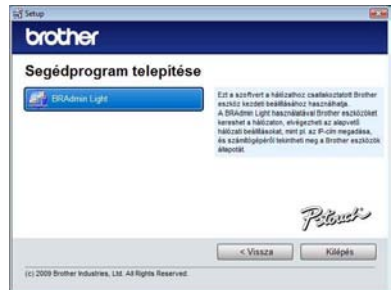 Setup
brother
Segédprogram telepítése
BRAdmin Light
Ezt a szoftvert a hálózathoz csatlakoztatott Brother
eszköz kezdeti beállításához használhatja.
A BRAdmin Light használatával Brother eszközöket
kereshet a hálózaton, elvégezheti az alapvető
hálózati beállításokat, mint pl. az IP-cím megadása,
és számítógépéről tekintheti meg a Brother eszközök
állapotát.
P-touch
< Vissza
Kilépés
(c) 2009 Brother Industries, Ltd. All Rights Reserved.